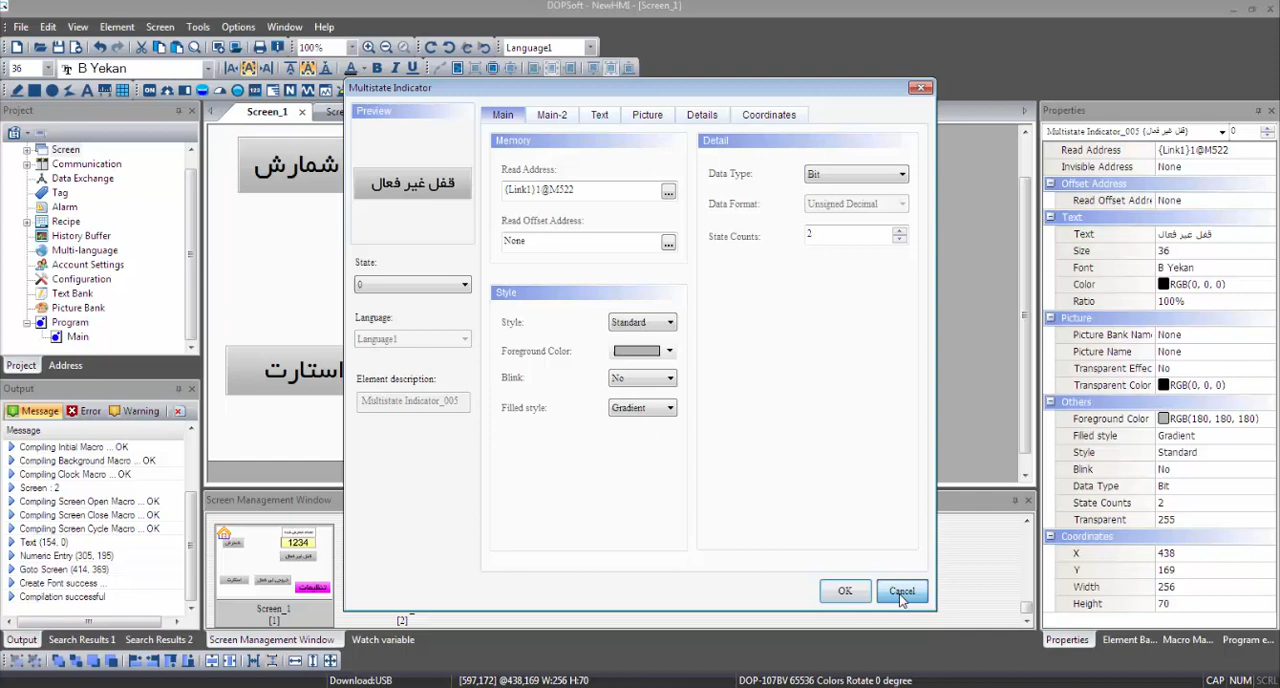 DOPSoft - NewHMI - [Screen_1]
File Edit View Element Screen Tools Options Window Help
100% Language1
36 B Yekan
Project
Screen
Communication
Data Exchange
Tag
Alarm
Recipe
History Buffer
Multi-language
Account Settings
Configuration
Text Bank
Picture Bank
Program
Main
Project Address
Output
Message Error Warning
Message
Compiling Initial Macro ... OK
Compiling Background Macro ... OK
Compiling Clock Macro ... OK
Screen : 2
Compiling Screen Open Macro ... OK
Compiling Screen Close Macro ... OK
Compiling Screen Cycle Macro ... OK
Text (154, 0)
Numeric Entry (305, 195)
Goto Screen (414, 369)
Create Font success ...
Compilation successful
Output Search Results 1 Search Results 2
Screen_1
شمارش
استارت
Screen Management Window
1234
شمارش
قفل غیر فعال
استارت
تنظیمات
Screen_1
[1]
[2]
Screen Management Window Watch variable
Multistate Indicator
Preview
قفل غیر فعال
State:
0
Language:
Language1
Element description:
Multistate Indicator_005
Main Main-2 Text Picture Details Coordinates
Memory
Read Address:
{Link1}1@M522 ...
Read Offset Address:
None ...
Style
Style: Standard
Foreground Color:
Blink: No
Filled style: Gradient
Detail
Data Type: Bit
Data Format: Unsigned Decimal
State Counts: 2
OK Cancel
Properties
Multistate Indicator_005 {قفل غیر فعال} 0
Read Address {Link1}1@M522
Invisible Address None
Offset Address
Read Offset Addr None
Text
Text قفل غیر فعال
Size 36
Font B Yekan
Color RGB(0, 0, 0)
Ratio 100%
Picture
Picture Bank Name None
Picture Name None
Transparent Effec No
Transparent Color RGB(0, 0, 0)
Others
Foreground Color RGB(180, 180, 180)
Filled style Gradient
Style Standard
Blink No
Data Type Bit
State Counts 2
Transparent 255
Coordinates
X 438
Y 169
Width 256
Height 70
Properties Element Ba... Macro Ma... Program e...
Download:USB [597,172] @438,169 W:256 H:70 DOP-107BV 65536 Colors Rotate 0 degree CAP NUM SCRL